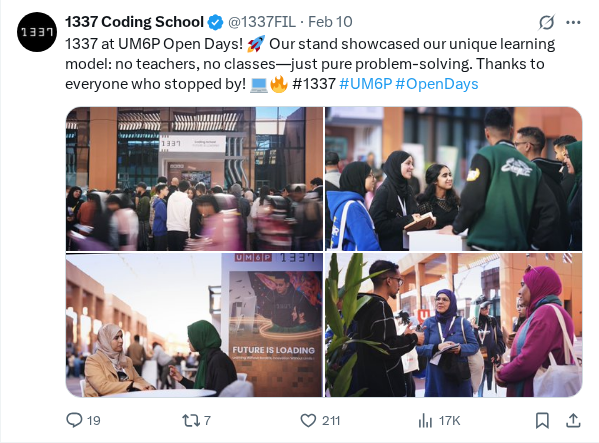 1337 Coding School @1337FIL · Feb 10
1337 at UM6P Open Days! 🚀 Our stand showcased our unique learning
model: no teachers, no classes—just pure problem-solving. Thanks to
everyone who stopped by! 💻🔥 #1337 #UM6P #OpenDays
1337
Coding School
1337
UM6P 1337
FUTURE IS LOADING
19 7 211 17K